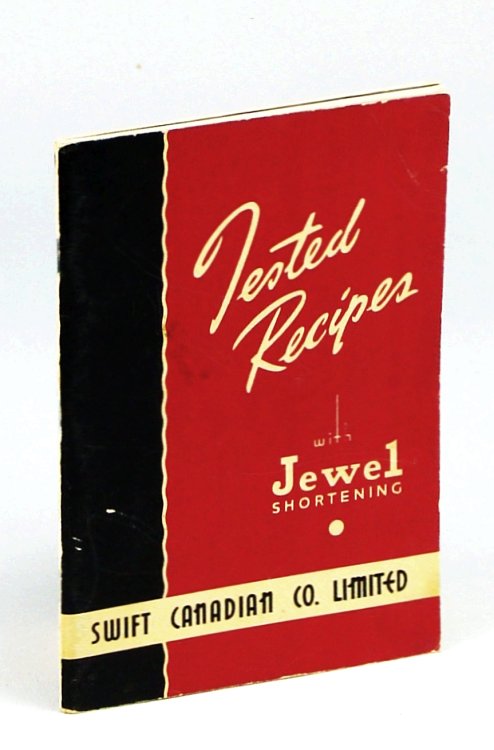 Tested
Recipes
with
Jewel
SHORTENING
SWIFT CANADIAN CO. LIMITED